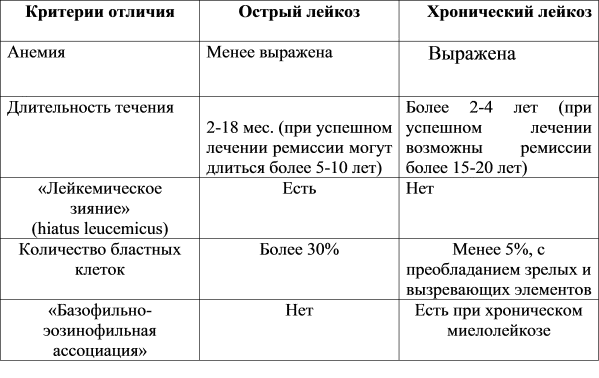 Критерии отличия
Острый лейкоз
Хронический лейкоз
Анемия
Менее выражена
Выражена
Длительность течения
2-18 мес. (при успешном
лечении ремиссии могут
длиться более 5-10 лет)
Более 2-4 лет (при
успешном лечении
возможны ремиссии
более 15-20 лет)
«Лейкемическое
зияние»
(hiatus leucemicus)
Есть
Нет
Количество бластных
клеток
Более 30%
Менее 5%, с
преобладанием зрелых и
вызревающих элементов
«Базофильно-
эозинофильная
ассоциация»
Нет
Есть при хроническом
миелолейкозе